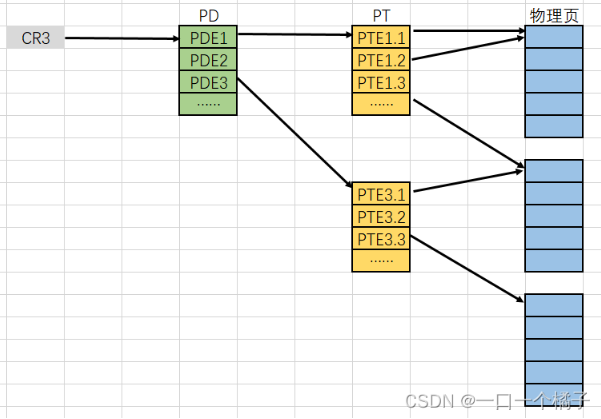 PD
PT
物理页
CR3
PDE1
PDE2
PDE3
······
PTE1.1
PTE1.2
PTE1.3
······
PTE3.1
PTE3.2
PTE3.3
······
CSDN @一口一个橘子